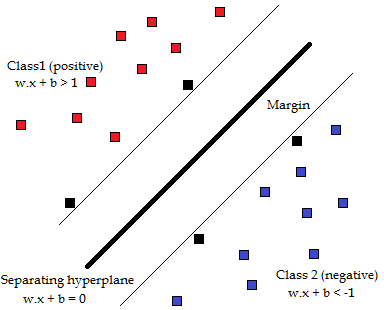 Class1 (positive)
w.x + b > 1
Margin
Separating hyperplane
w.x + b = 0
Class 2 (negative)
w.x + b < -1